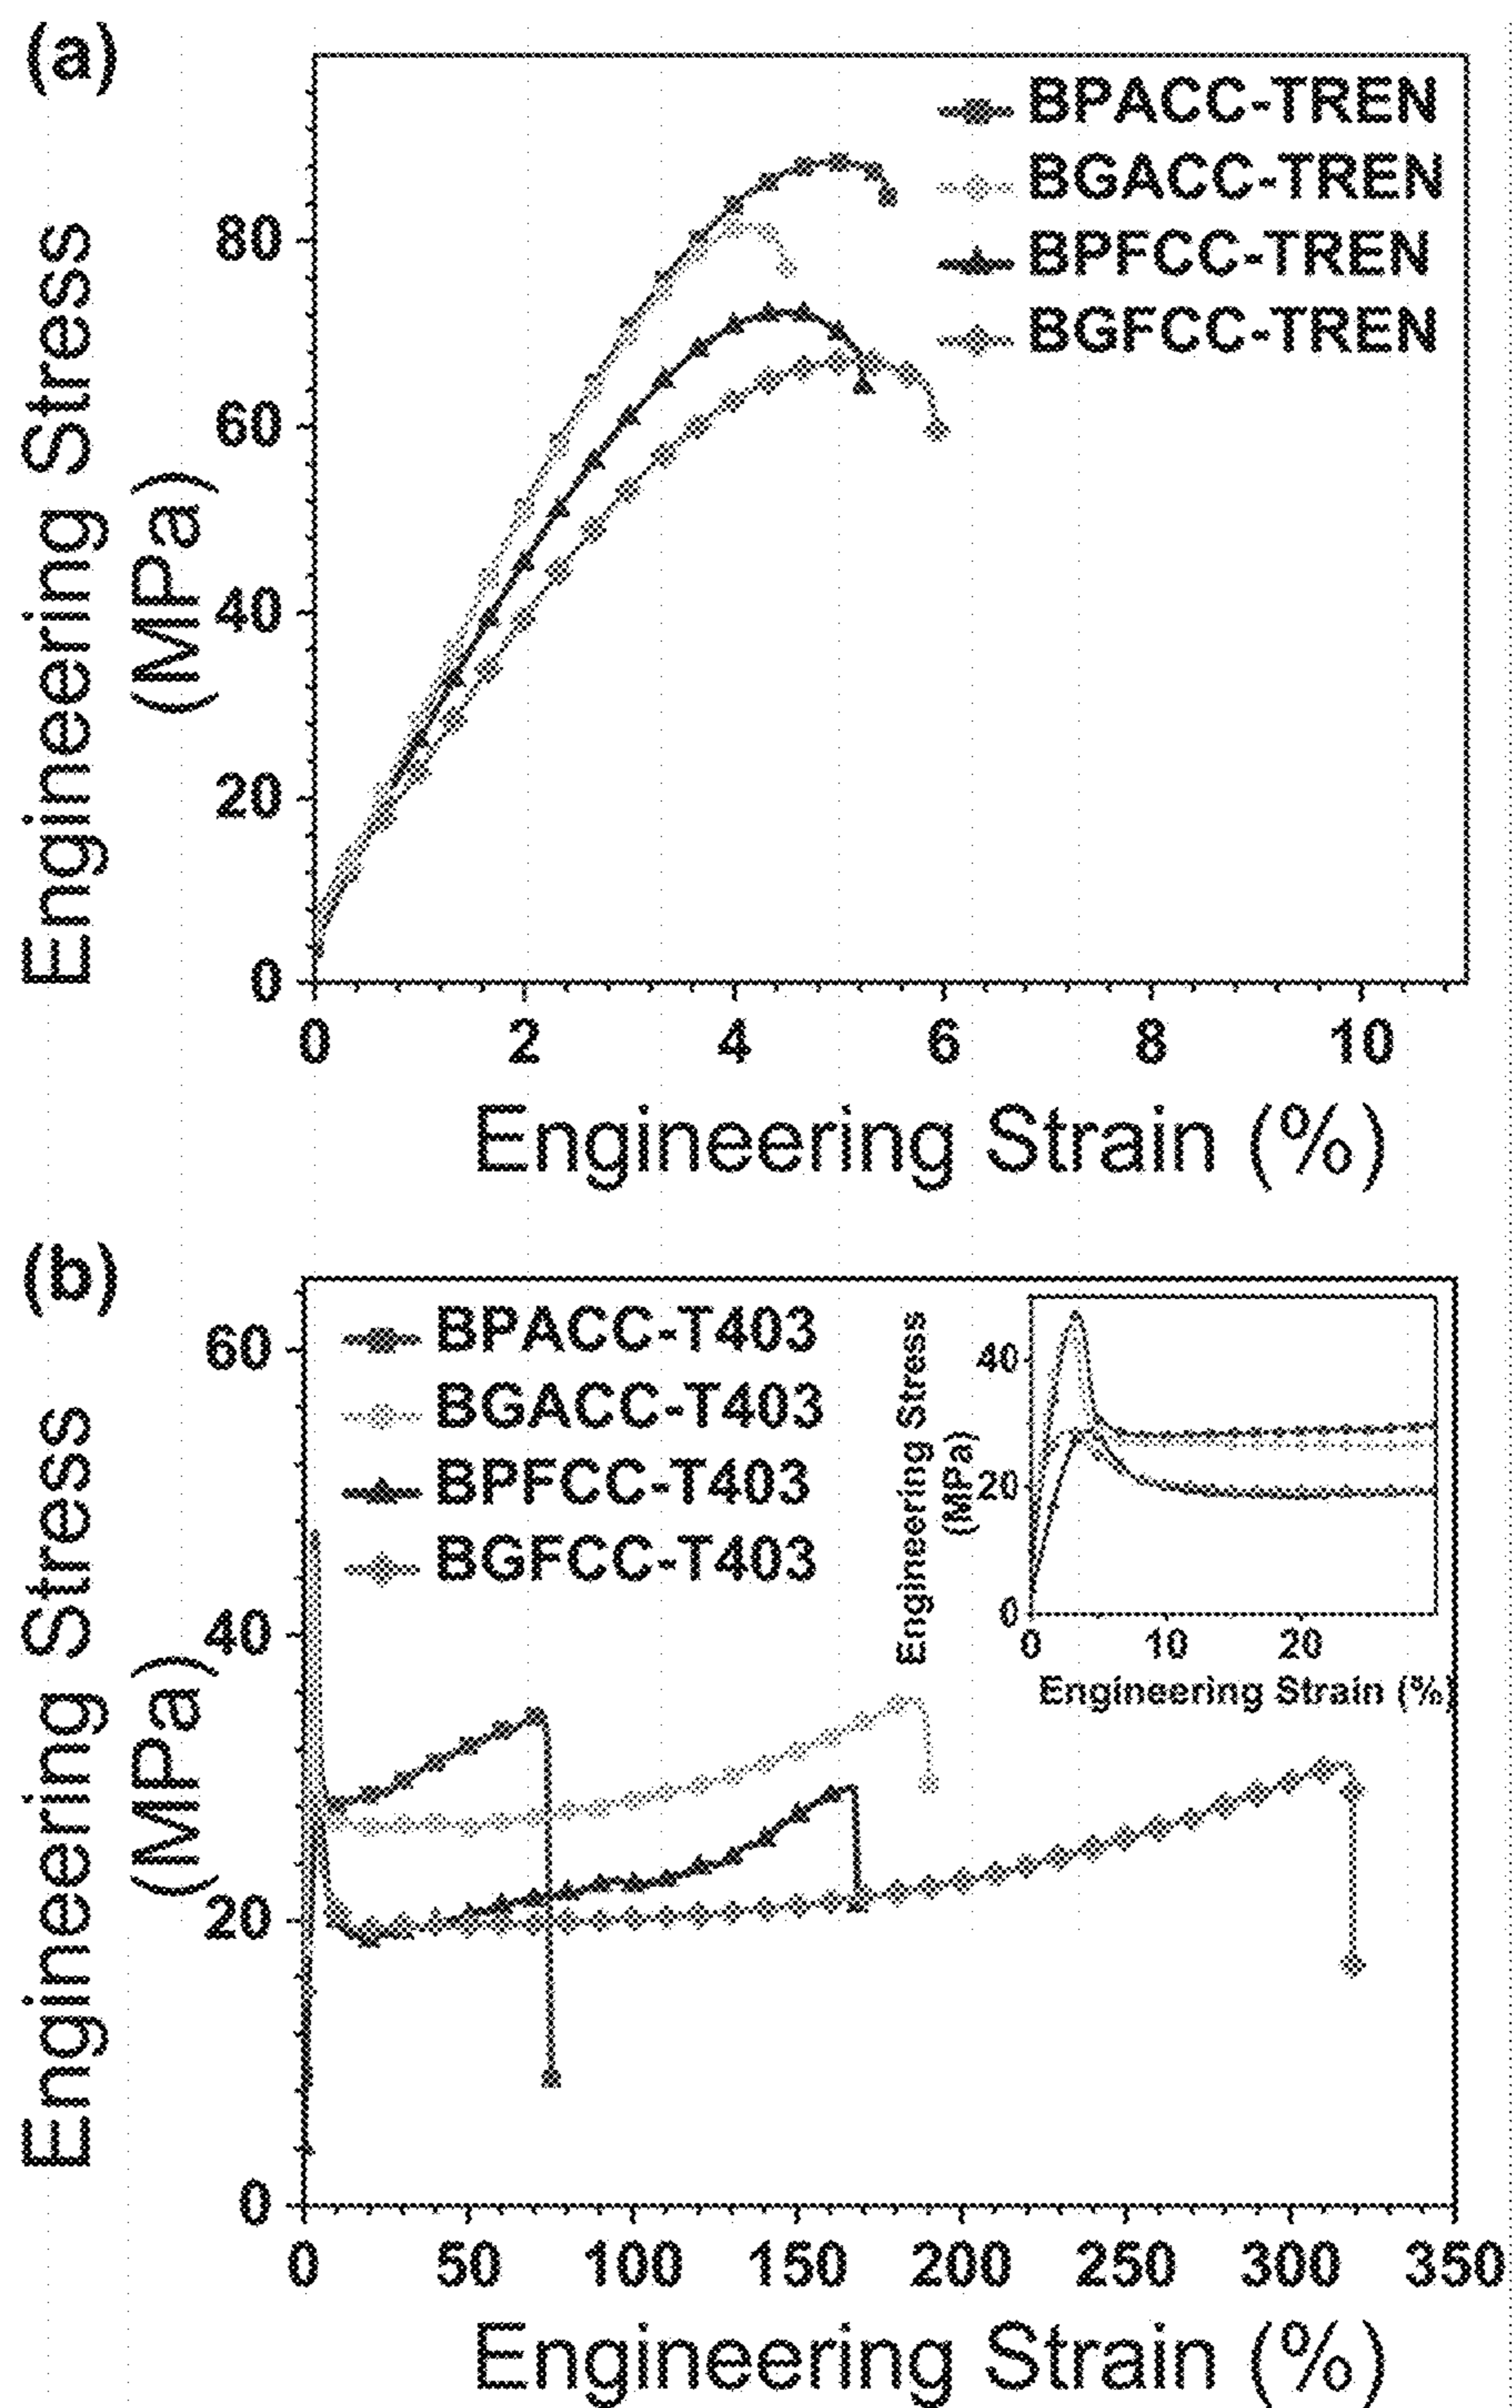 (a)
BPACC-TREN
BGACC-TREN
BPFCC-TREN
BGFCC-TREN
Engineering Stress
(MPa)
80
60
40
20
0
0 2 4 6 8 10
Engineering Strain (%)
(b)
BPACC-T403
BGACC-T403
BPFCC-T403
BGFCC-T403
Engineering Stress
(MPa)
60
40
20
0
Engineering Stress
(MPa)
40
20
0
0 10 20
Engineering Strain (%)
0 50 100 150 200 250 300 350
Engineering Strain (%)